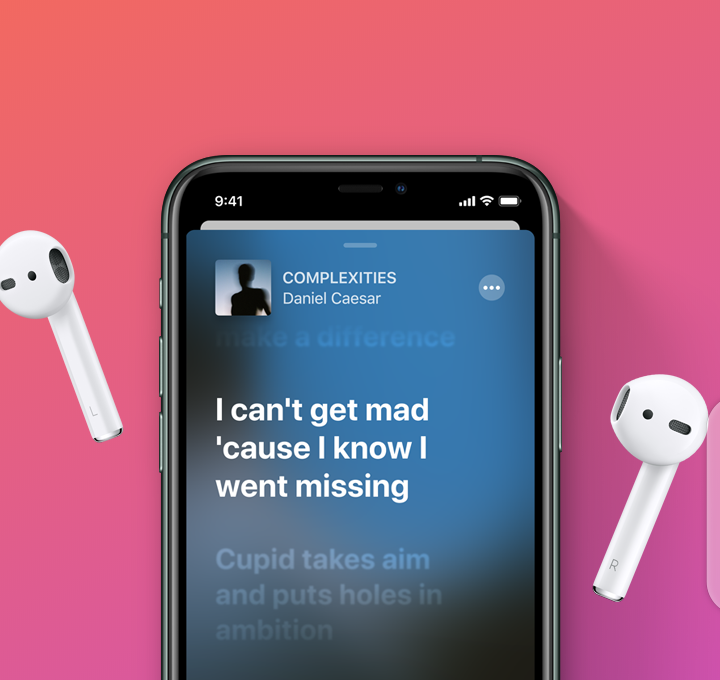 9:41
COMPLEXITIES
Daniel Caesar
make a difference
I can't get mad
'cause I know I
went missing
Cupid takes aim
and puts holes in
ambition
L
R